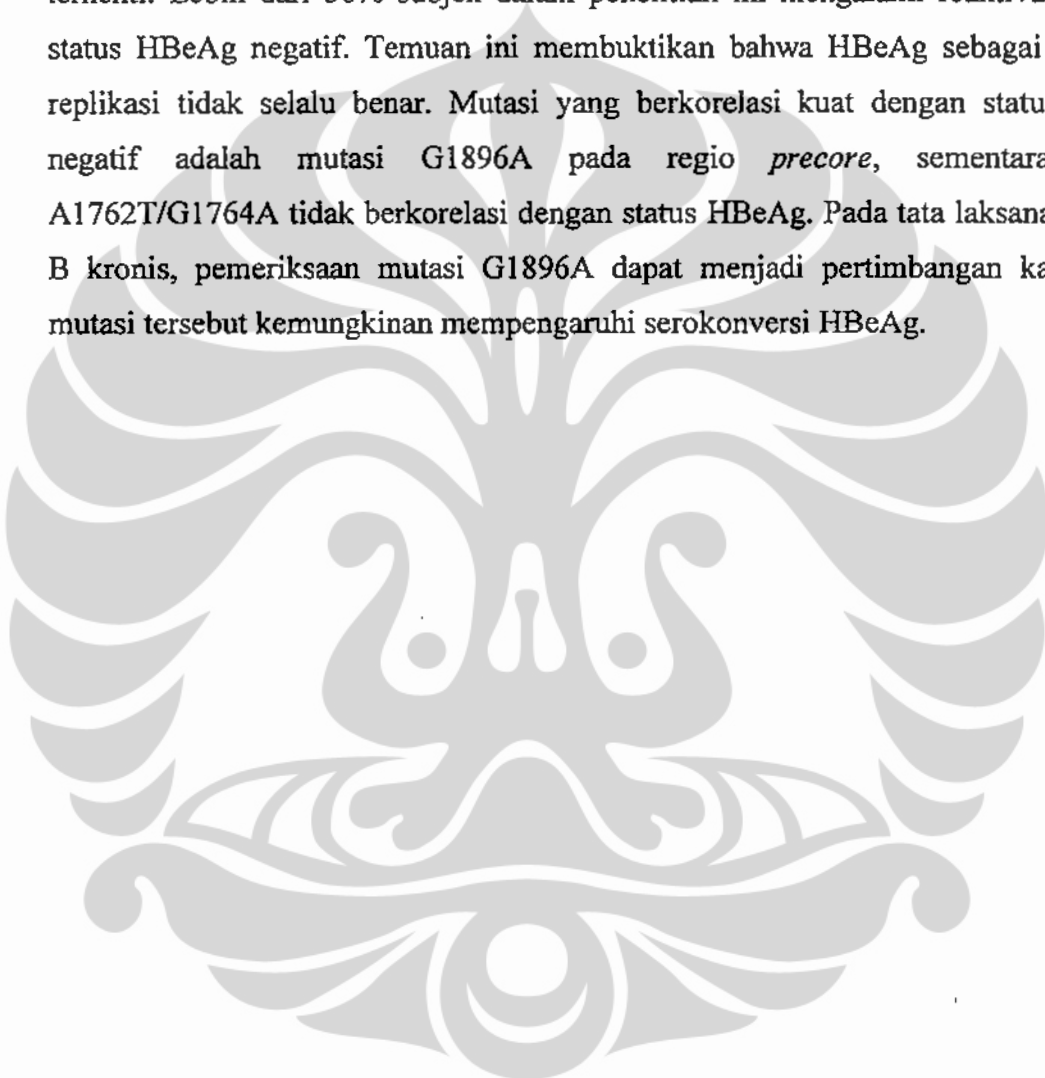 status HBeAg negatif. Temuan ini membuktikan bahwa HBeAg sebagai
replikasi tidak selalu benar. Mutasi yang berkorelasi kuat dengan statu
negatif adalah mutasi G1896A pada regio precore, sementara
A1762T/G1764A tidak berkorelasi dengan status HBeAg. Pada tata laksana
B kronis, pemeriksaan mutasi G1896A dapat menjadi pertimbangan ka
mutasi tersebut kemungkinan mempengaruhi serokonversi HBeAg.